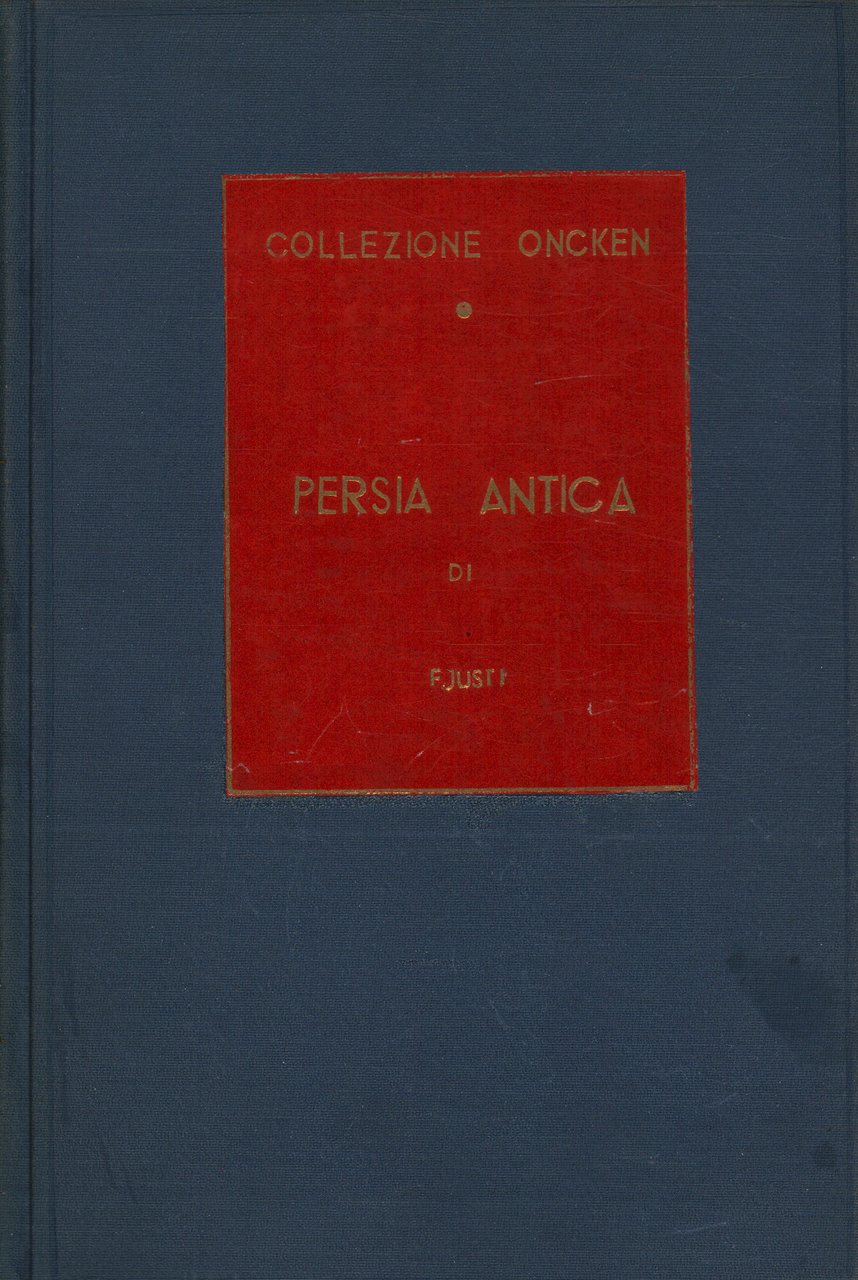 COLLEZIONE ONCKEN
PERSIA ANTICA
DI
F. JUSTI